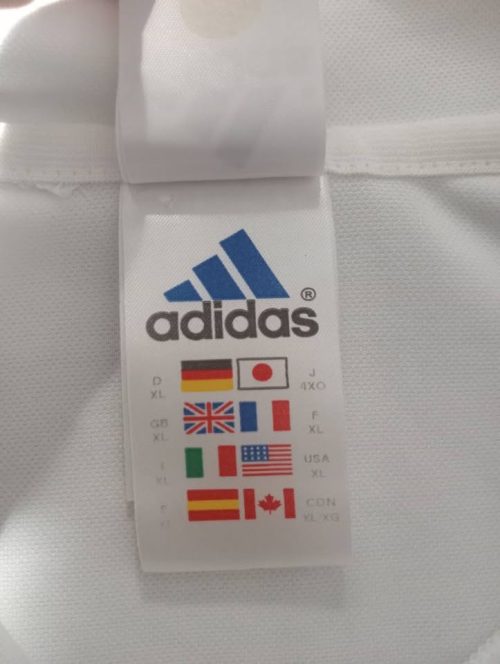 adidas ®
D XL J 4XO
GB XL F XL
I XL USA XL
CDN XL/XG